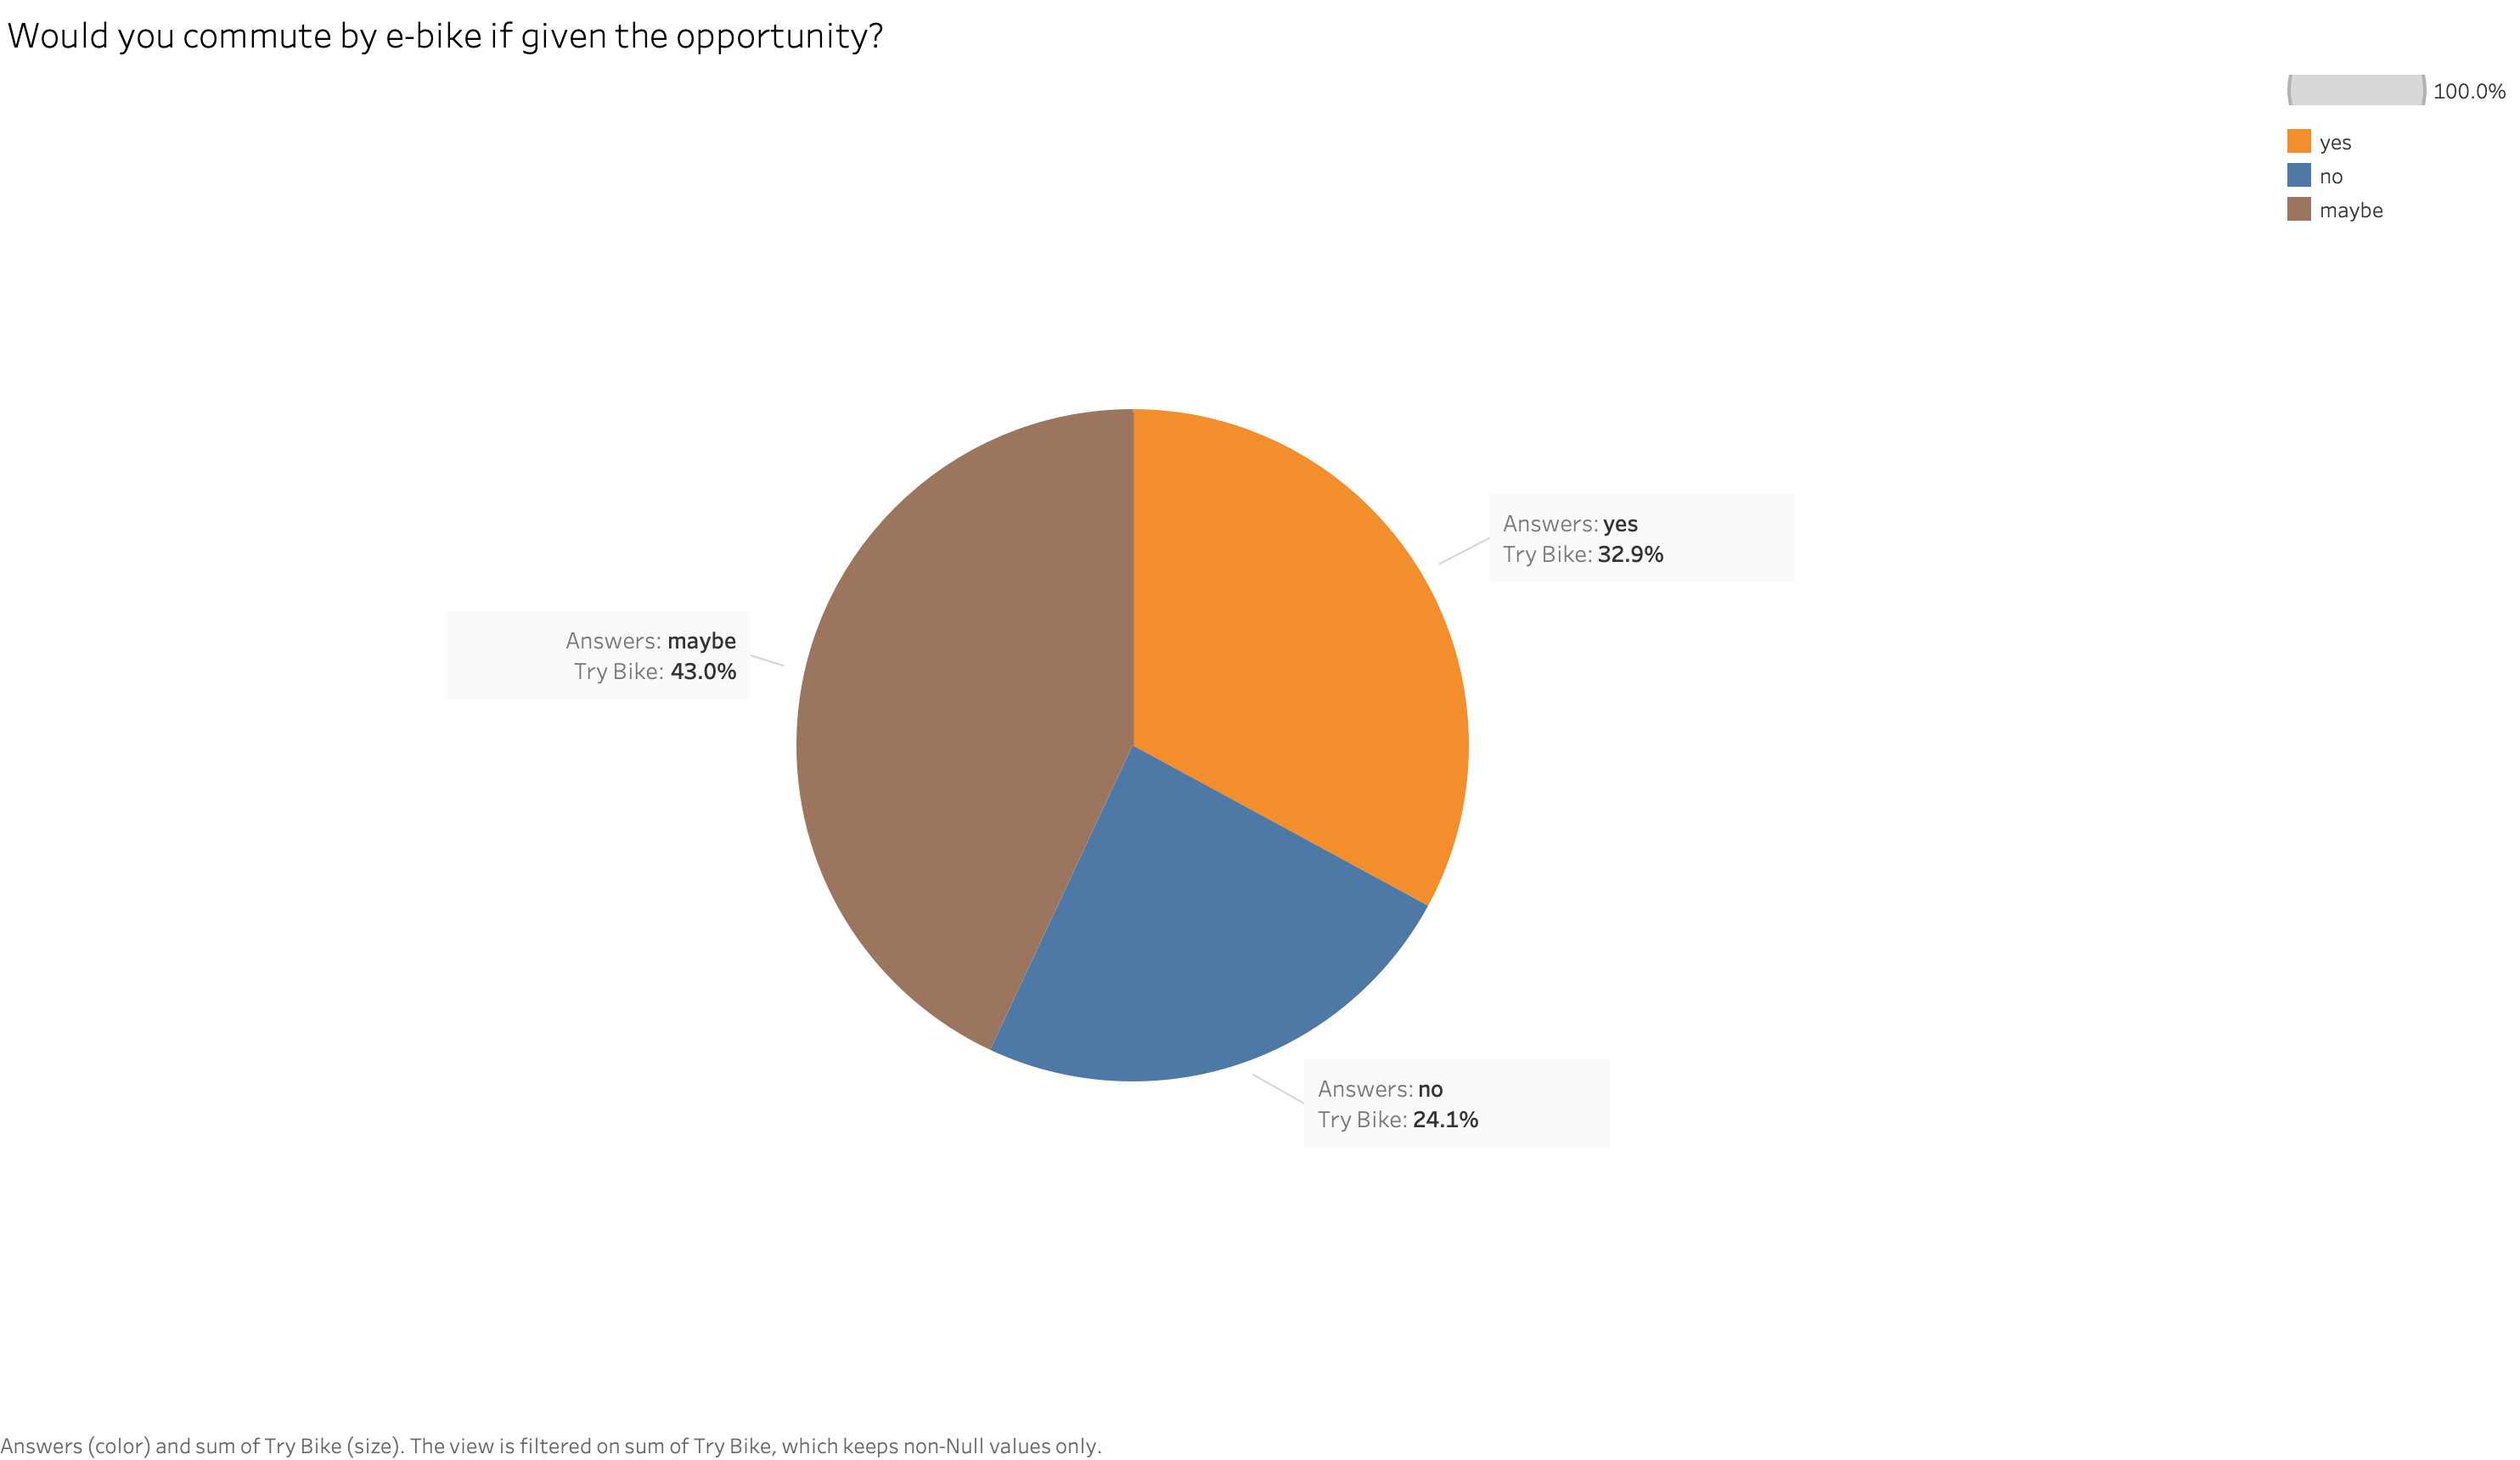 Would you commute by e-bike if given the opportunity?
100.0%
yes
no
maybe
Answers: yes
Try Bike: 32.9%
Answers: maybe
Try Bike: 43.0%
Answers: no
Try Bike: 24.1%
Answers (color) and sum of Try Bike (size). The view is filtered on sum of Try Bike, which keeps non-Null values only.